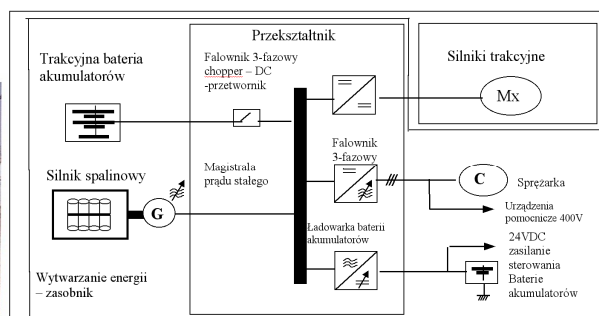 Przekształtnik
Trakcyjna bateria
akumulatorów
Falownik 3-fazowy
chopper – DC
-przetwornik
Silniki trakcyjne
Mx
Falownik
3-fazowy
Silnik spalinowy
G
Magistrala
prądu stałego
C
Sprężarka
Urządzenia
pomocnicze 400V
Ładowarka baterii
akumulatorów
24VDC
zasilanie
sterowania
Baterie
akumulatorów
Wytwarzanie energii
– zasobnik